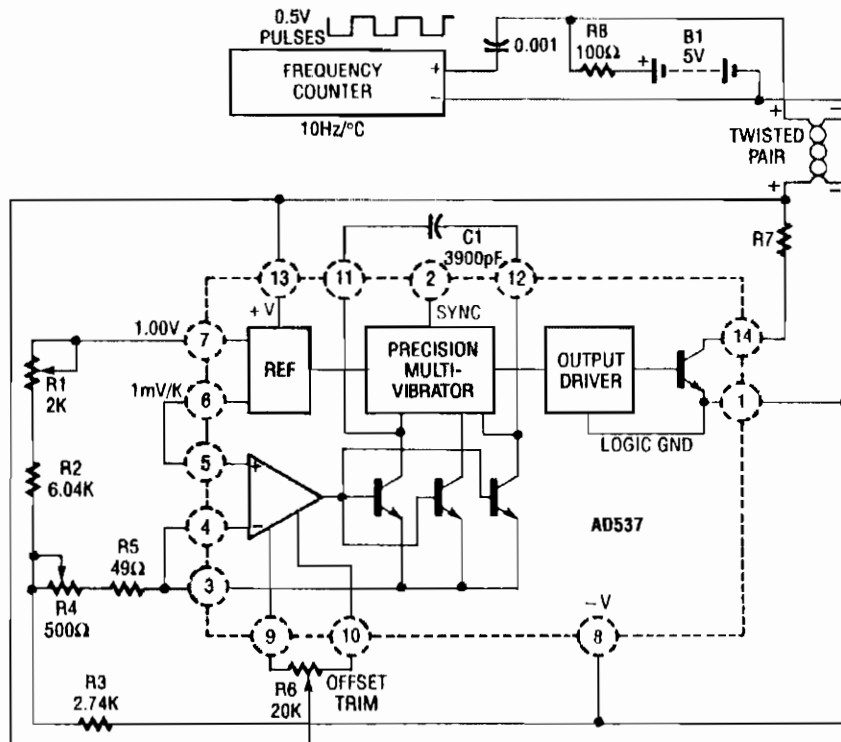 0.5V
PULSES
FREQUENCY
COUNTER
+
−
10Hz/°C
0.001
R8
100Ω
+
B1
5V
+
−
TWISTED
PAIR
+
−
R7
C1
3900pF
13
11
2
12
+V
SYNC
1.00V
7
REF
PRECISION
MULTI-
VIBRATOR
OUTPUT
DRIVER
14
R1
2K
1mV/K
6
1
LOGIC GND
R2
6.04K
5
+
4
−
AD537
R5
49Ω
3
R4
500Ω
−V
9
10
8
R6
20K
OFFSET
TRIM
R3
2.74K